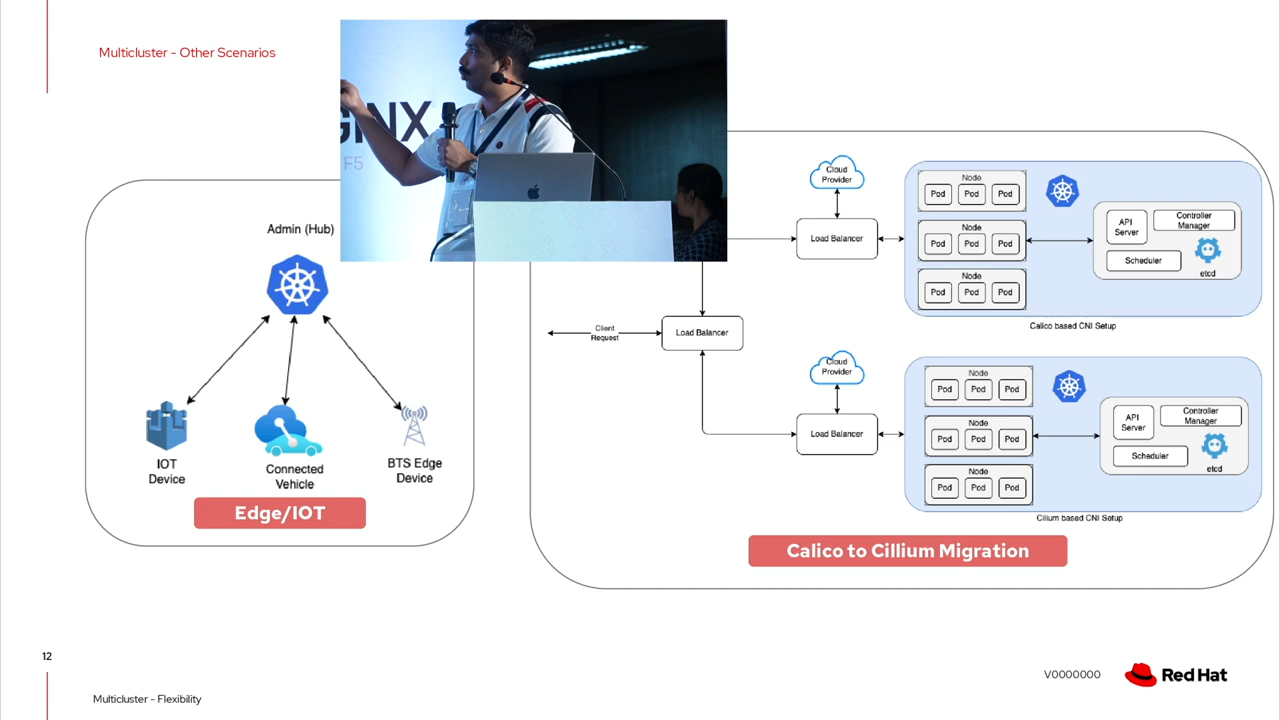 Multicluster - Other Scenarios
GINX
F5
Admin (Hub)
IOT
Device
Connected
Vehicle
BTS Edge
Device
Edge/IOT
Client
Request
Load Balancer
Cloud
Provider
Load Balancer
Node
Pod Pod Pod
Node
Pod Pod Pod
Node
Pod Pod Pod
API
Server
Controller
Manager
Scheduler
etcd
Calico based CNI Setup
Cloud
Provider
Load Balancer
Node
Pod Pod Pod
Node
Pod Pod Pod
Node
Pod Pod Pod
API
Server
Controller
Manager
Scheduler
etcd
Cilium based CNI Setup
Calico to Cillium Migration
12
Multicluster - Flexibility
V0000000
Red Hat